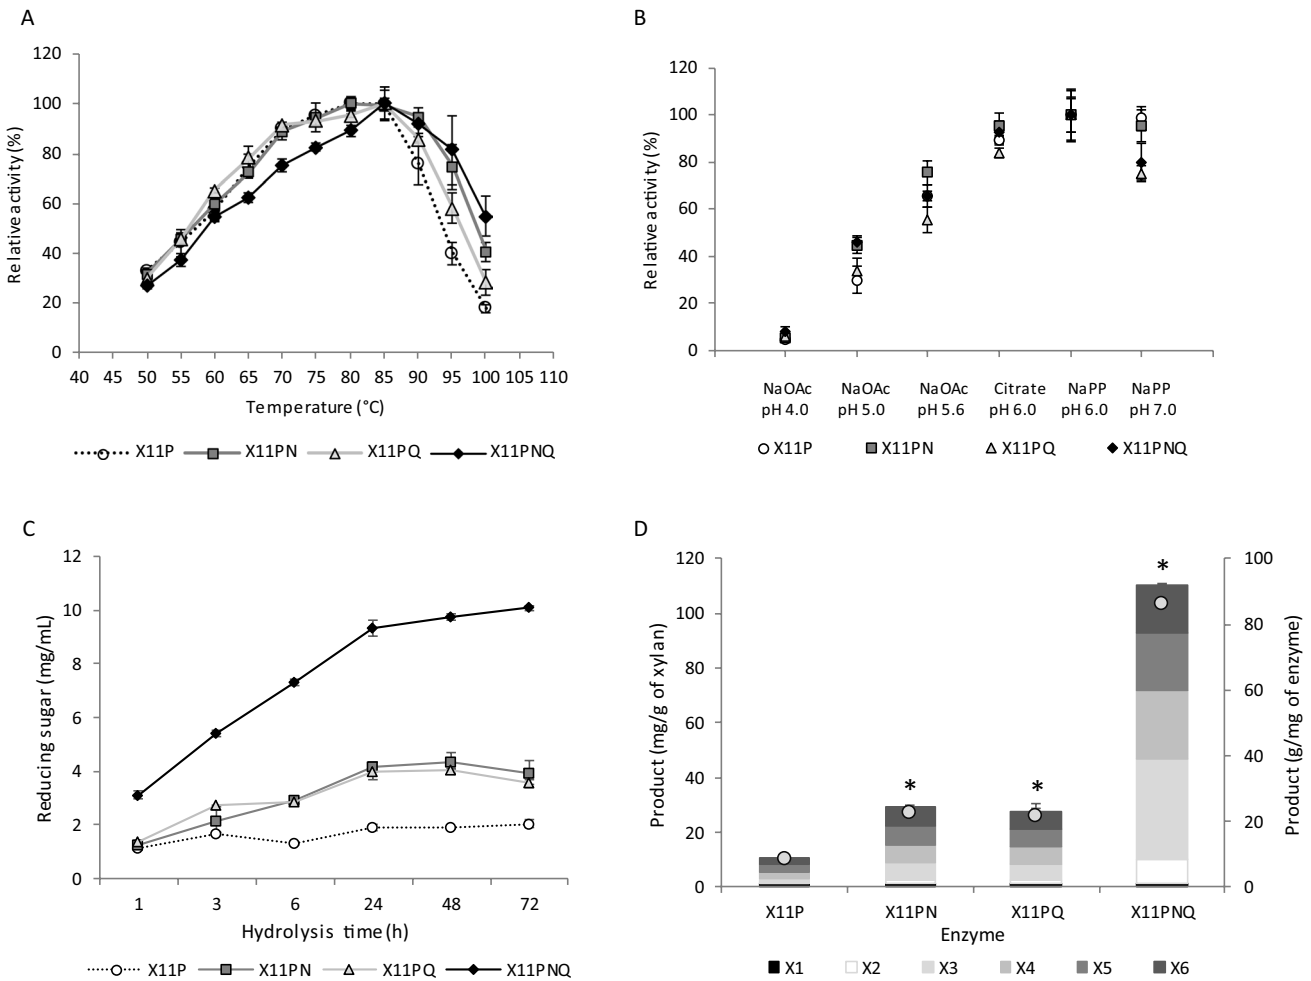 A
120
100
80
60
40
20
0
40 45 50 55 60 65 70 75 80 85 90 95 100 105 110
Relative activity (%)
Temperature (°C)
X11P X11PN X11PQ X11PNQ
B
120
100
80
60
40
20
0
Relative activity (%)
NaOAc NaOAc NaOAc Citrate NaPP NaPP
pH 4.0 pH 5.0 pH 5.6 pH 6.0 pH 6.0 pH 7.0
X11P X11PN X11PQ X11PNQ
C
12
10
8
6
4
2
0
Reducing sugar (mg/mL)
1 3 6 24 48 72
Hydrolysis time (h)
X11P X11PN X11PQ X11PNQ
D
120
100
80
60
40
20
0
Product (mg/g of xylan)
* * *
100
80
60
40
20
0
Product (g/mg of enzyme)
X11P X11PN X11PQ X11PNQ
Enzyme
X1 X2 X3 X4 X5 X6